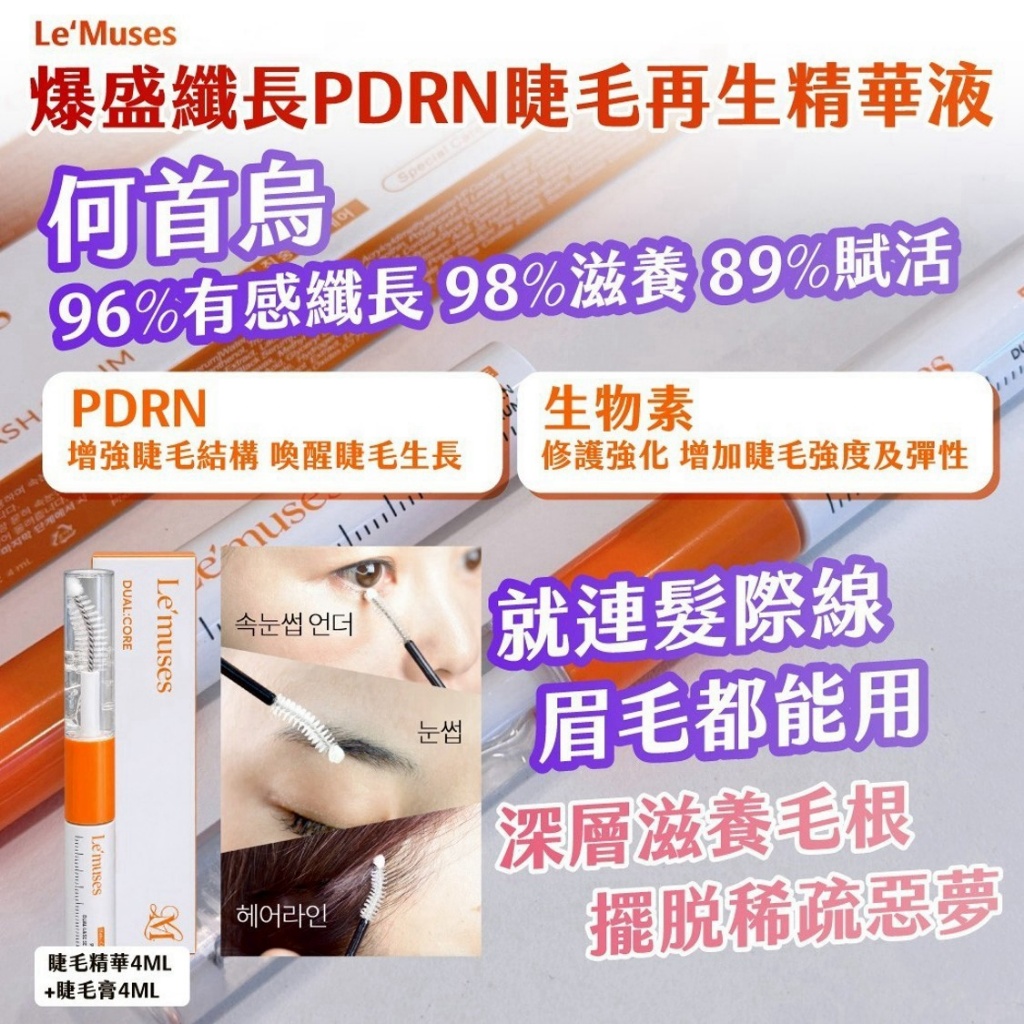 Le'Muses
爆盛纖長PDRN睫毛再生精華液
何首烏
96%有感纖長 98%滋養 89%賦活
PDRN
增強睫毛結構 喚醒睫毛生長
生物素
修護強化 增加睫毛強度及彈性
Le'muses
DUAL:CORE
Le'muses
M
속눈썹 언더
눈썹
헤어라인
就連髮際線
眉毛都能用
深層滋養毛根
擺脫稀疏惡夢
睫毛精華4ML
+睫毛膏4ML
Le'muses